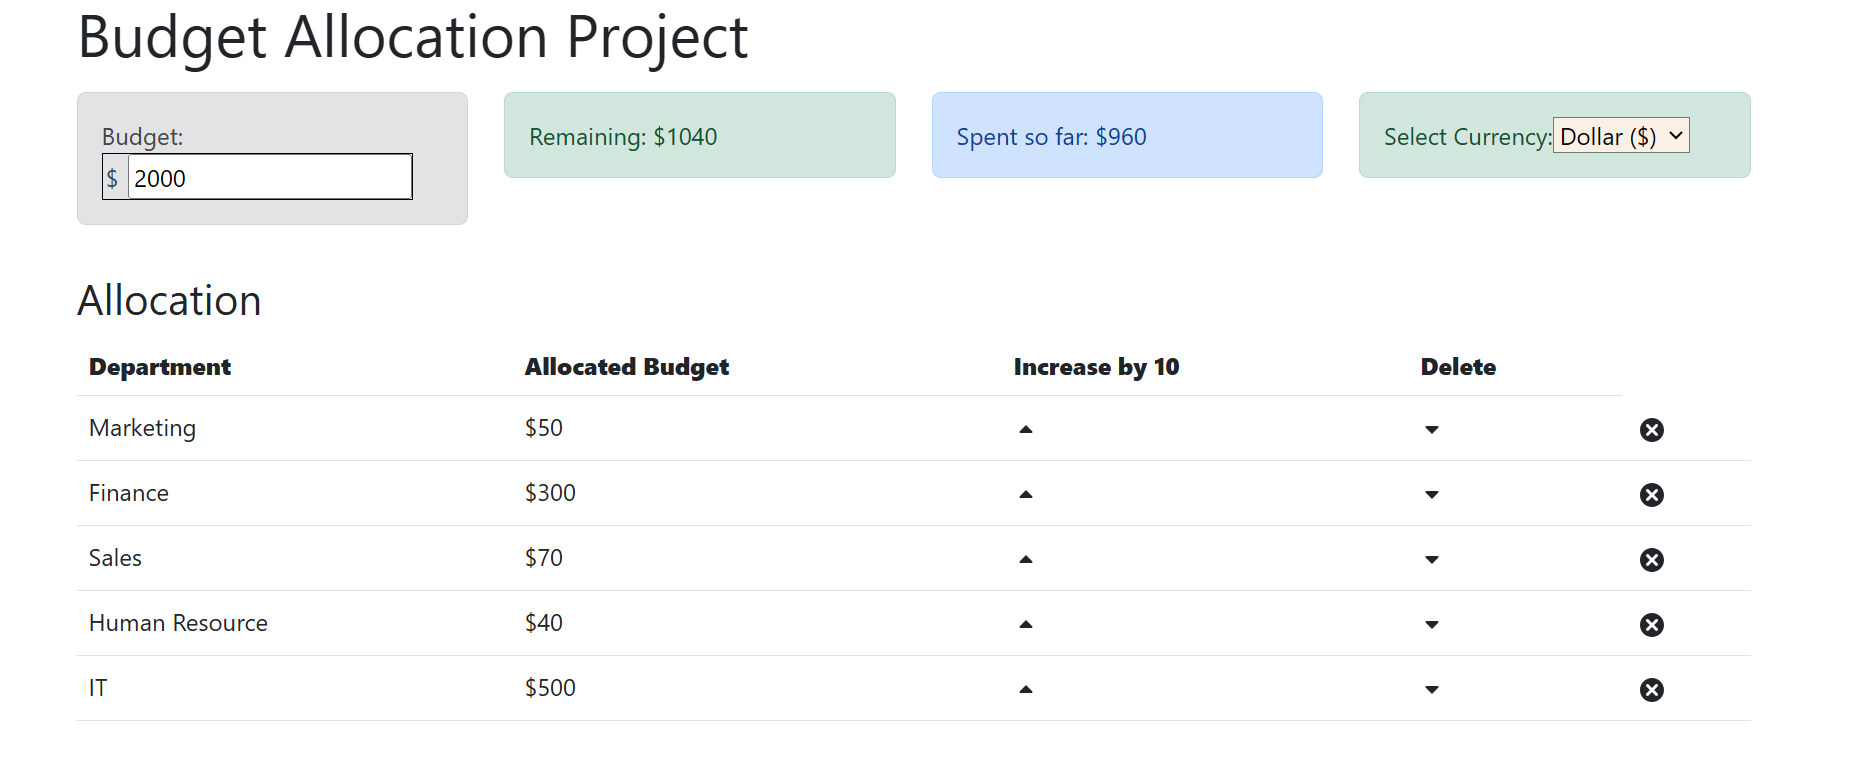 Budget Allocation Project
Budget:
$ 2000
Remaining: $1040
Spent so far: $960
Select Currency: Dollar ($)
Allocation
Department Allocated Budget Increase by 10 Delete
Marketing $50
Finance $300
Sales $70
Human Resource $40
IT $500